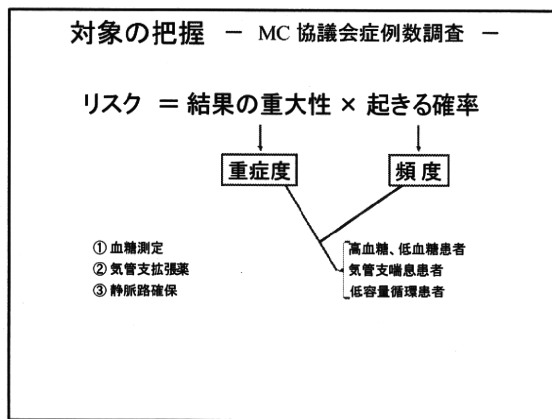 対象の把握 － MC 協議会症例数調査 －
リスク ＝ 結果の重大性 × 起きる確率
重症度 頻度
① 血糖測定
② 気管支拡張薬
③ 静脈路確保
高血糖、低血糖患者
気管支喘息患者
低容量循環患者